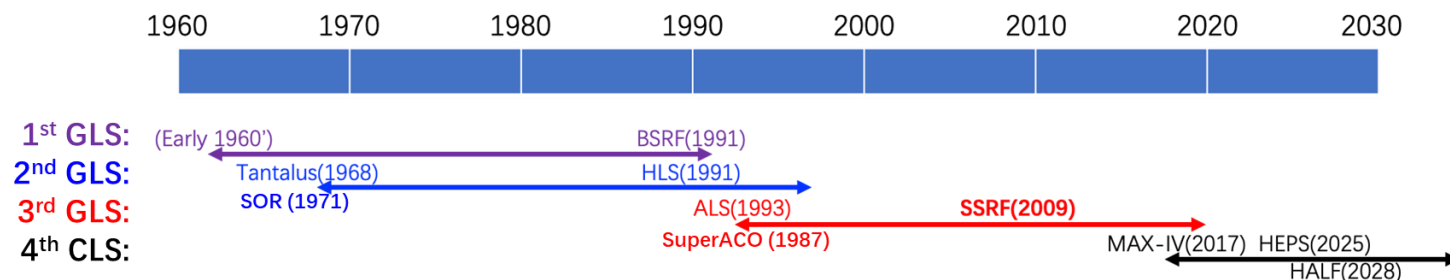 1960 1970 1980 1990 2000 2010 2020 2030
1st GLS: (Early 1960') BSRF(1991)
2nd GLS: Tantalus(1968) HLS(1991)
SOR (1971)
3rd GLS: ALS(1993) SSRF(2009)
SuperACO (1987)
4th CLS: MAX-IV(2017) HEPS(2025)
HALF(2028)